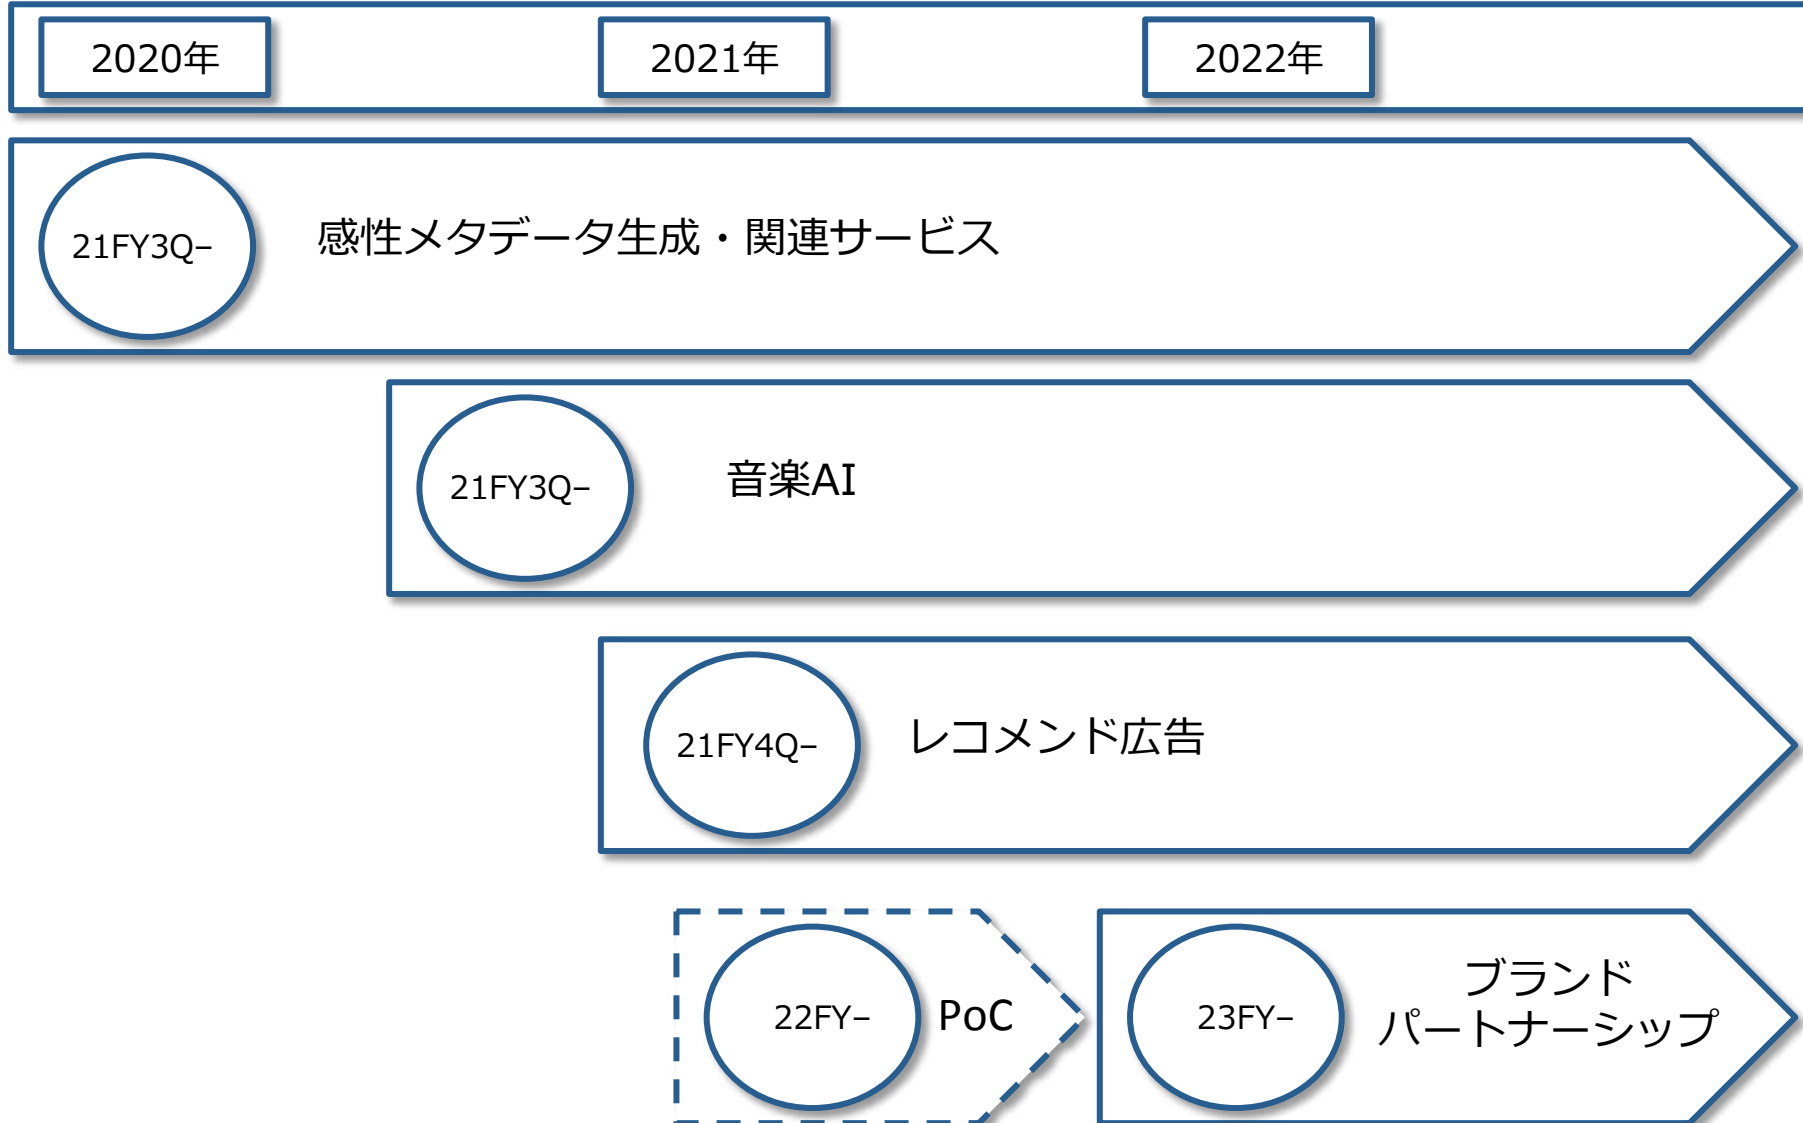 2020年
2021年
2022年
21FY3Q–
感性メタデータ生成・関連サービス
21FY3Q–
音楽AI
21FY4Q–
レコメンド広告
22FY–
PoC
23FY–
ブランド
パートナーシップ